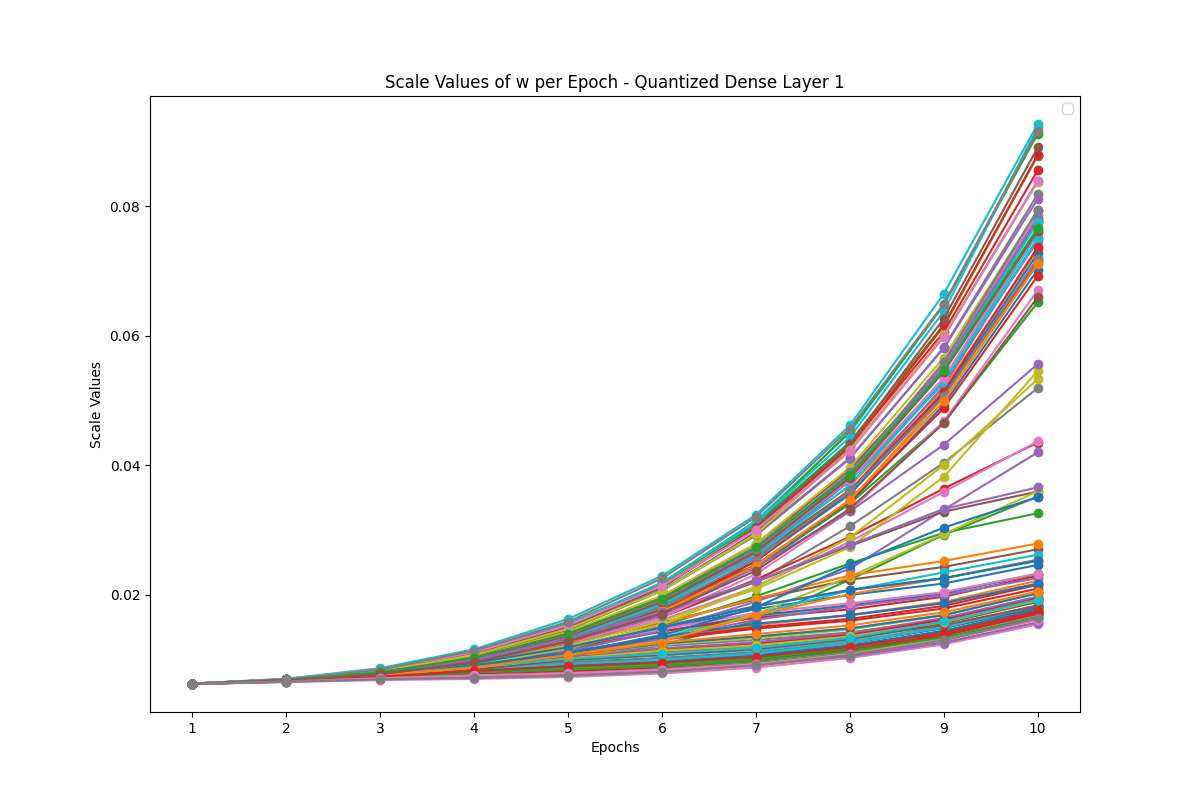 Scale Values of w per Epoch - Quantized Dense Layer 1
Scale Values
0.08
0.06
0.04
0.02
1 2 3 4 5 6 7 8 9 10
Epochs